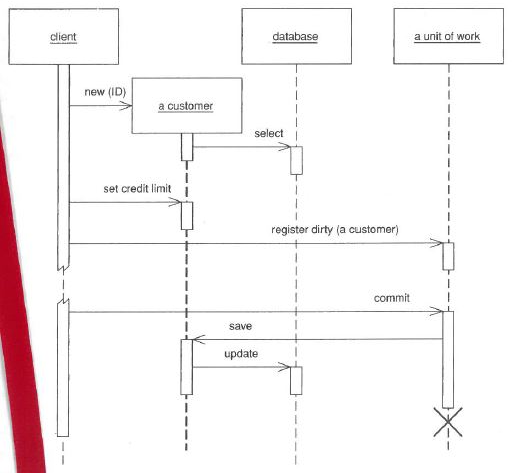 client
database
a unit of work
new (ID)
a customer
select
set credit limit
register dirty (a customer)
commit
save
update